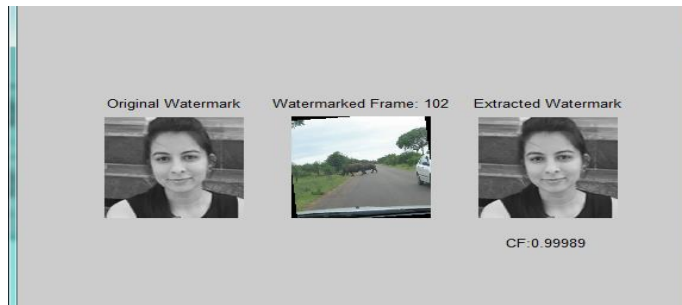 Original Watermark
Watermarked Frame: 102
Extracted Watermark
CF:0.99989